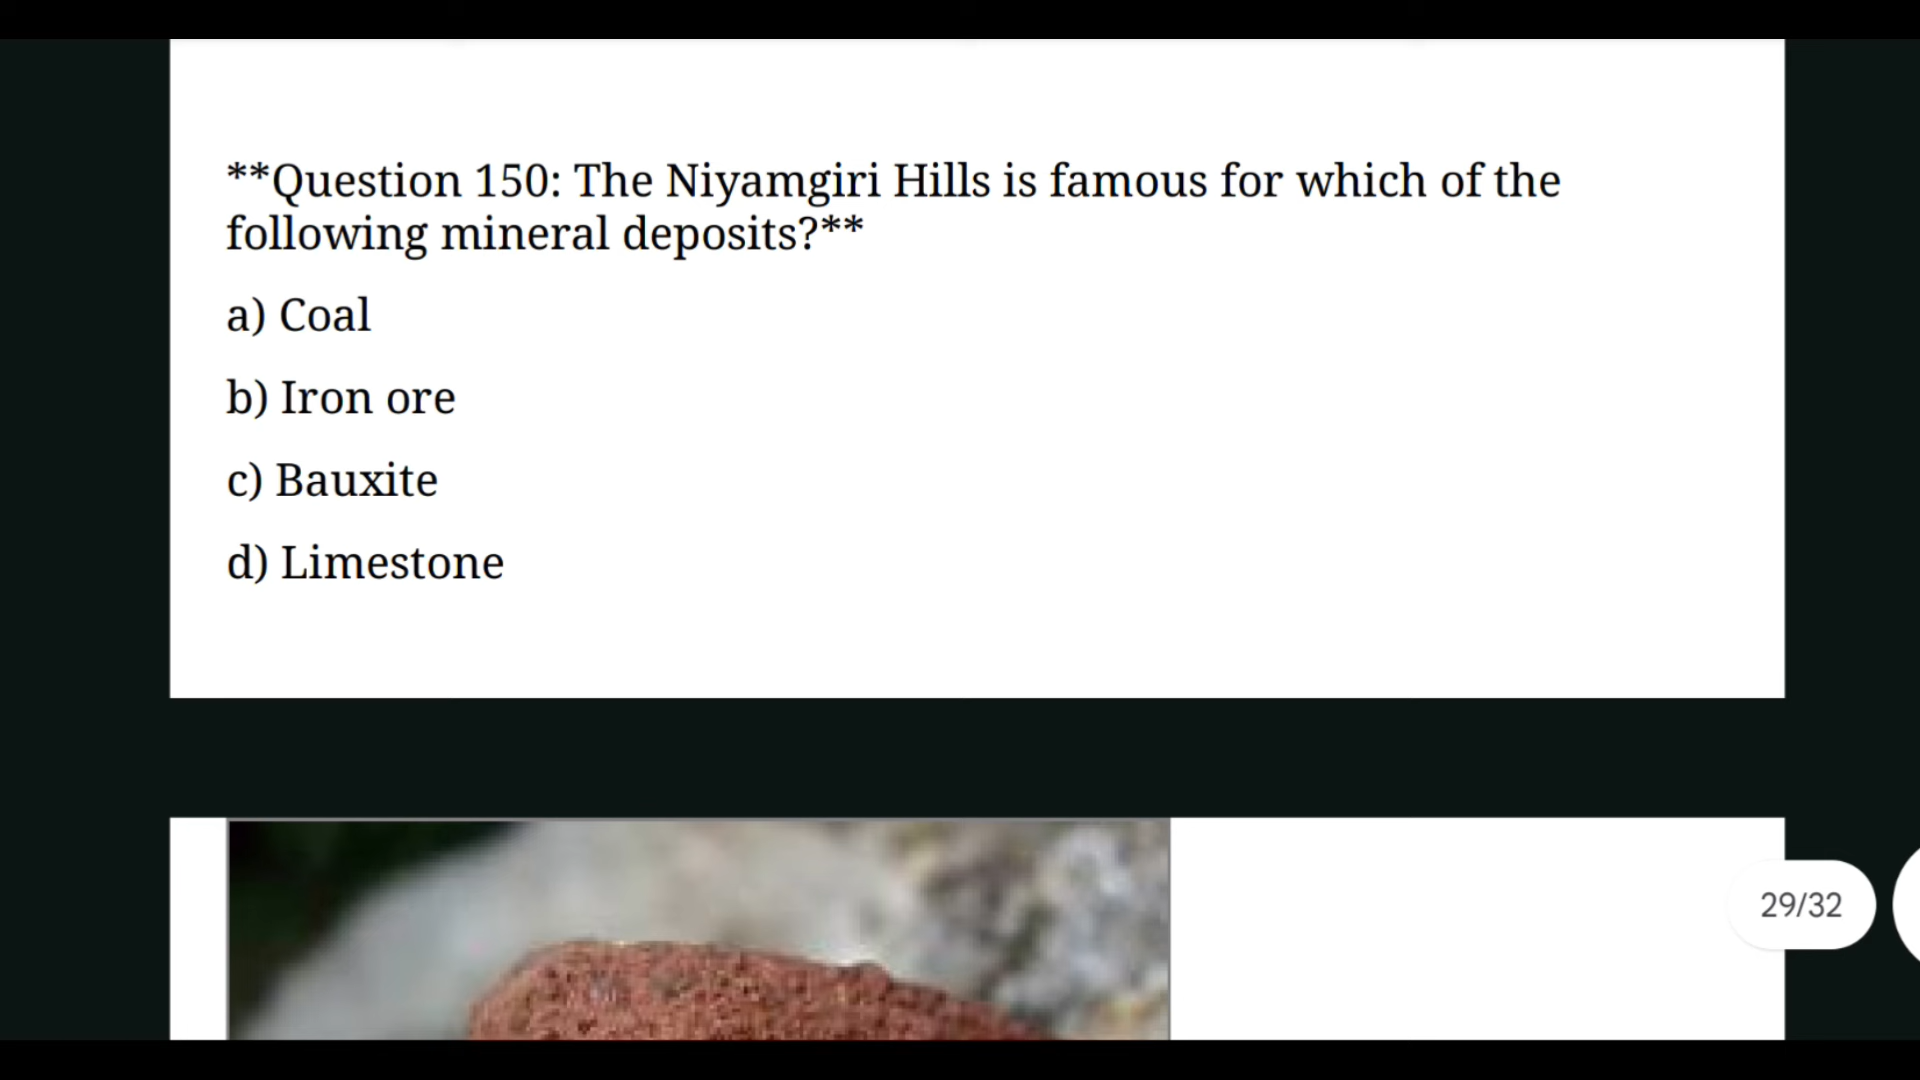 **Question 150: The Niyamgiri Hills is famous for which of the
following mineral deposits?**
a) Coal
b) Iron ore
c) Bauxite
d) Limestone
29/32